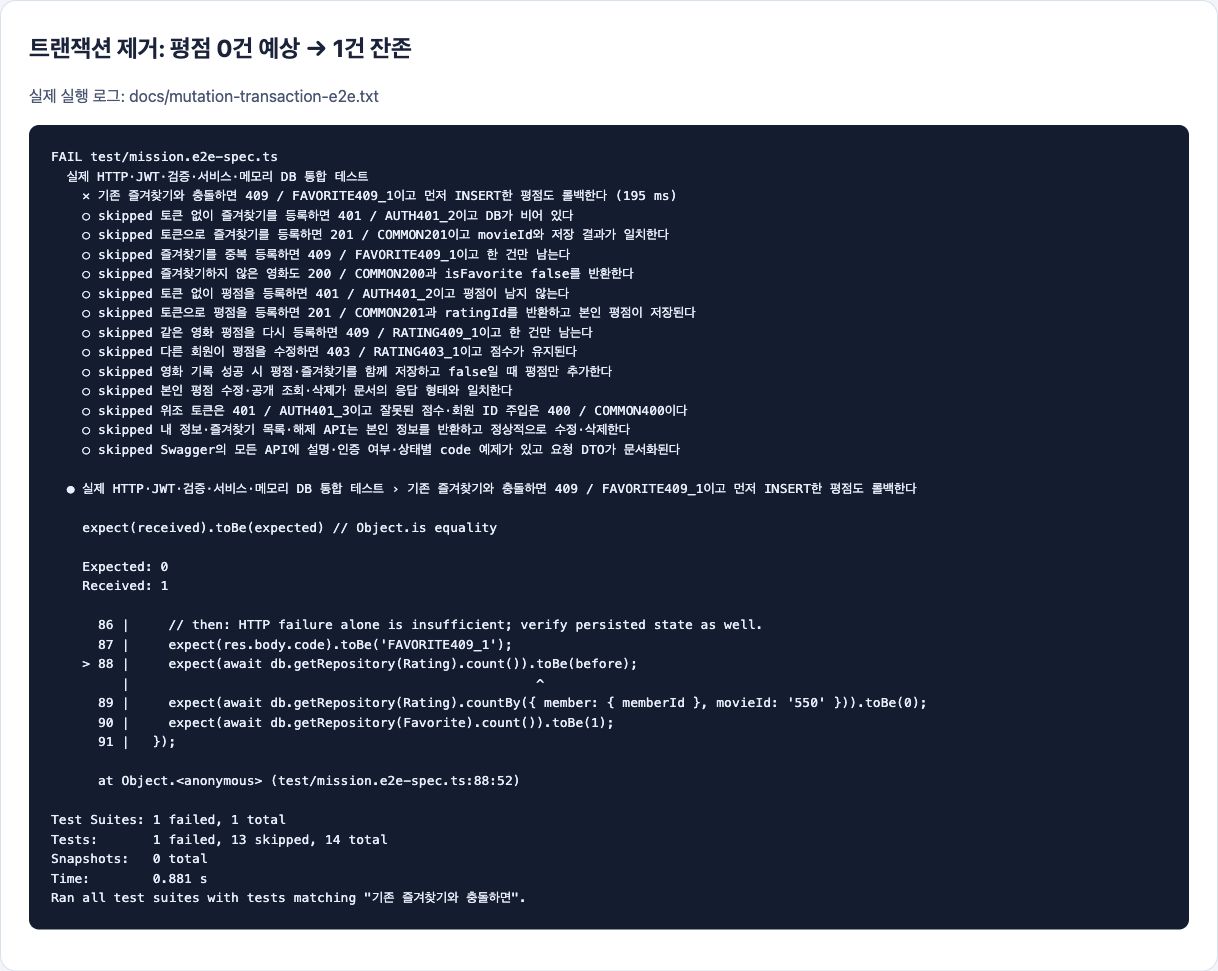 트랜잭션 제거: 평점 0건 예상 → 1건 잔존
실제 실행 로그: docs/mutation-transaction-e2e.txt
FAIL test/mission.e2e-spec.ts
실제 HTTP·JWT·검증·서비스·메모리 DB 통합 테스트
× 기존 즐겨찾기와 충돌하면 409 / FAVORITE409_1이고 먼저 INSERT한 평점도 롤백한다 (195 ms)
○ skipped 토큰 없이 즐겨찾기를 등록하면 401 / AUTH401_2이고 DB가 비어 있다
○ skipped 토큰으로 즐겨찾기를 등록하면 201 / COMMON201이고 movieId와 저장 결과가 일치한다
○ skipped 즐겨찾기를 중복 등록하면 409 / FAVORITE409_1이고 한 건만 남는다
○ skipped 즐겨찾기하지 않은 영화도 200 / COMMON200과 isFavorite false를 반환한다
○ skipped 토큰 없이 평점을 등록하면 401 / AUTH401_2이고 평점이 남지 않는다
○ skipped 토큰으로 평점을 등록하면 201 / COMMON201과 ratingId를 반환하고 본인 평점이 저장된다
○ skipped 같은 영화 평점을 다시 등록하면 409 / RATING409_1이고 한 건만 남는다
○ skipped 다른 회원이 평점을 수정하면 403 / RATING403_1이고 점수가 유지된다
○ skipped 영화 기록 성공 시 평점·즐겨찾기를 함께 저장하고 false일 때 평점만 추가한다
○ skipped 본인 평점 수정·공개 조회·삭제가 문서의 응답 형태와 일치한다
○ skipped 위조 토큰은 401 / AUTH401_3이고 잘못된 점수·회원 ID 주입은 400 / COMMON400이다
○ skipped 내 정보·즐겨찾기 목록·해제 API는 본인 정보를 반환하고 정상적으로 수정·삭제한다
○ skipped Swagger의 모든 API에 설명·인증 여부·상태별 code 예제가 있고 요청 DTO가 문서화된다
● 실제 HTTP·JWT·검증·서비스·메모리 DB 통합 테스트 › 기존 즐겨찾기와 충돌하면 409 / FAVORITE409_1이고 먼저 INSERT한 평점도 롤백한다
expect(received).toBe(expected) // Object.is equality
Expected: 0
Received: 1
86 |     // then: HTTP failure alone is insufficient; verify persisted state as well.
87 |     expect(res.body.code).toBe('FAVORITE409_1');
> 88 |     expect(await db.getRepository(Rating).count()).toBe(before);
|                                                    ^
89 |     expect(await db.getRepository(Rating).countBy({ member: { memberId }, movieId: '550' })).toBe(0);
90 |     expect(await db.getRepository(Favorite).count()).toBe(1);
91 |   });
at Object.<anonymous> (test/mission.e2e-spec.ts:88:52)
Test Suites: 1 failed, 1 total
Tests:       1 failed, 13 skipped, 14 total
Snapshots:   0 total
Time:        0.881 s
Ran all test suites with tests matching "기존 즐겨찾기와 충돌하면".